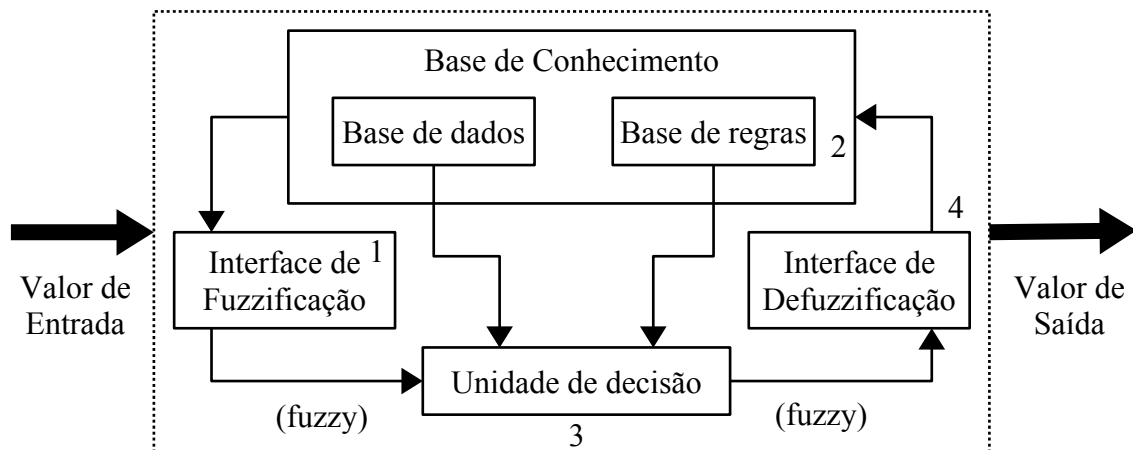 Base de Conhecimento
Base de dados
Base de regras
2
4
1
Interface de
Fuzzificação
Interface de
Defuzzificação
Valor de
Entrada
Valor de
Saída
Unidade de decisão
(fuzzy)
(fuzzy)
3